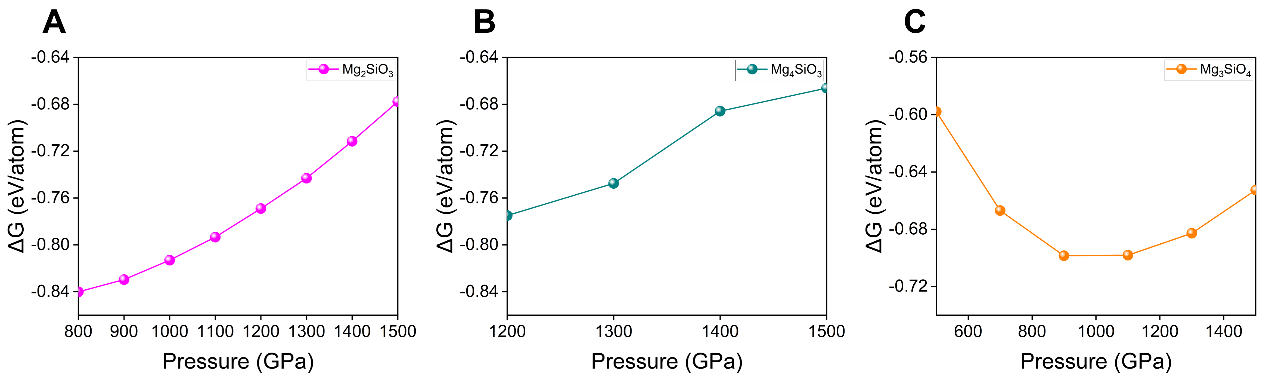 A
B
C
Mg₂SiO₃
Mg₄SiO₃
Mg₃SiO₄
ΔG (eV/atom)
-0.64
-0.68
-0.72
-0.76
-0.80
-0.84
800 900 1000 1100 1200 1300 1400 1500
Pressure (GPa)
ΔG (eV/atom)
-0.64
-0.68
-0.72
-0.76
-0.80
-0.84
1200 1300 1400 1500
Pressure (GPa)
ΔG (eV/atom)
-0.56
-0.60
-0.64
-0.68
-0.72
600 800 1000 1200 1400
Pressure (GPa)